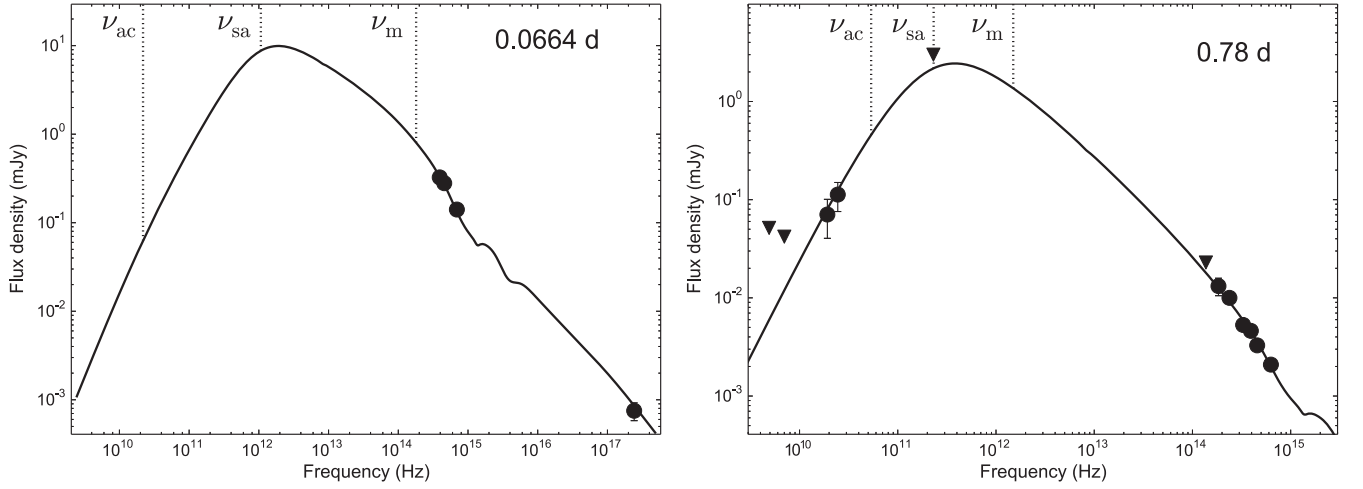 ν_ac ν_sa ν_m
0.0664 d
10^1
10^0
10^-1
10^-2
10^-3
Flux density (mJy)
10^10 10^11 10^12 10^13 10^14 10^15 10^16 10^17
Frequency (Hz)
ν_ac ν_sa ν_m
0.78 d
10^0
10^-1
10^-2
10^-3
Flux density (mJy)
10^10 10^11 10^12 10^13 10^14 10^15
Frequency (Hz)